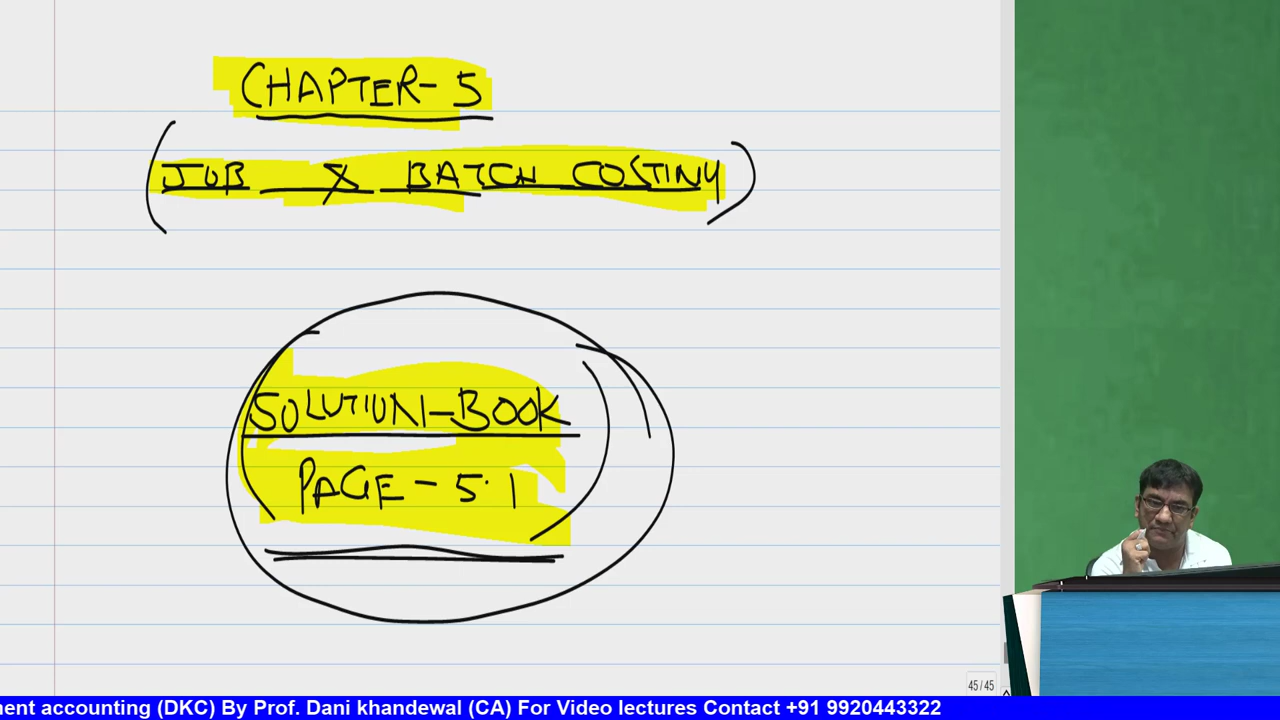 CHAPTER-5
(JOB & BATCH COSTING)
SOLUTION-BOOK
PAGE-5.1
45/45
nent accounting (DKC) By Prof. Dani khandewal (CA) For Video lectures Contact +91 9920443322